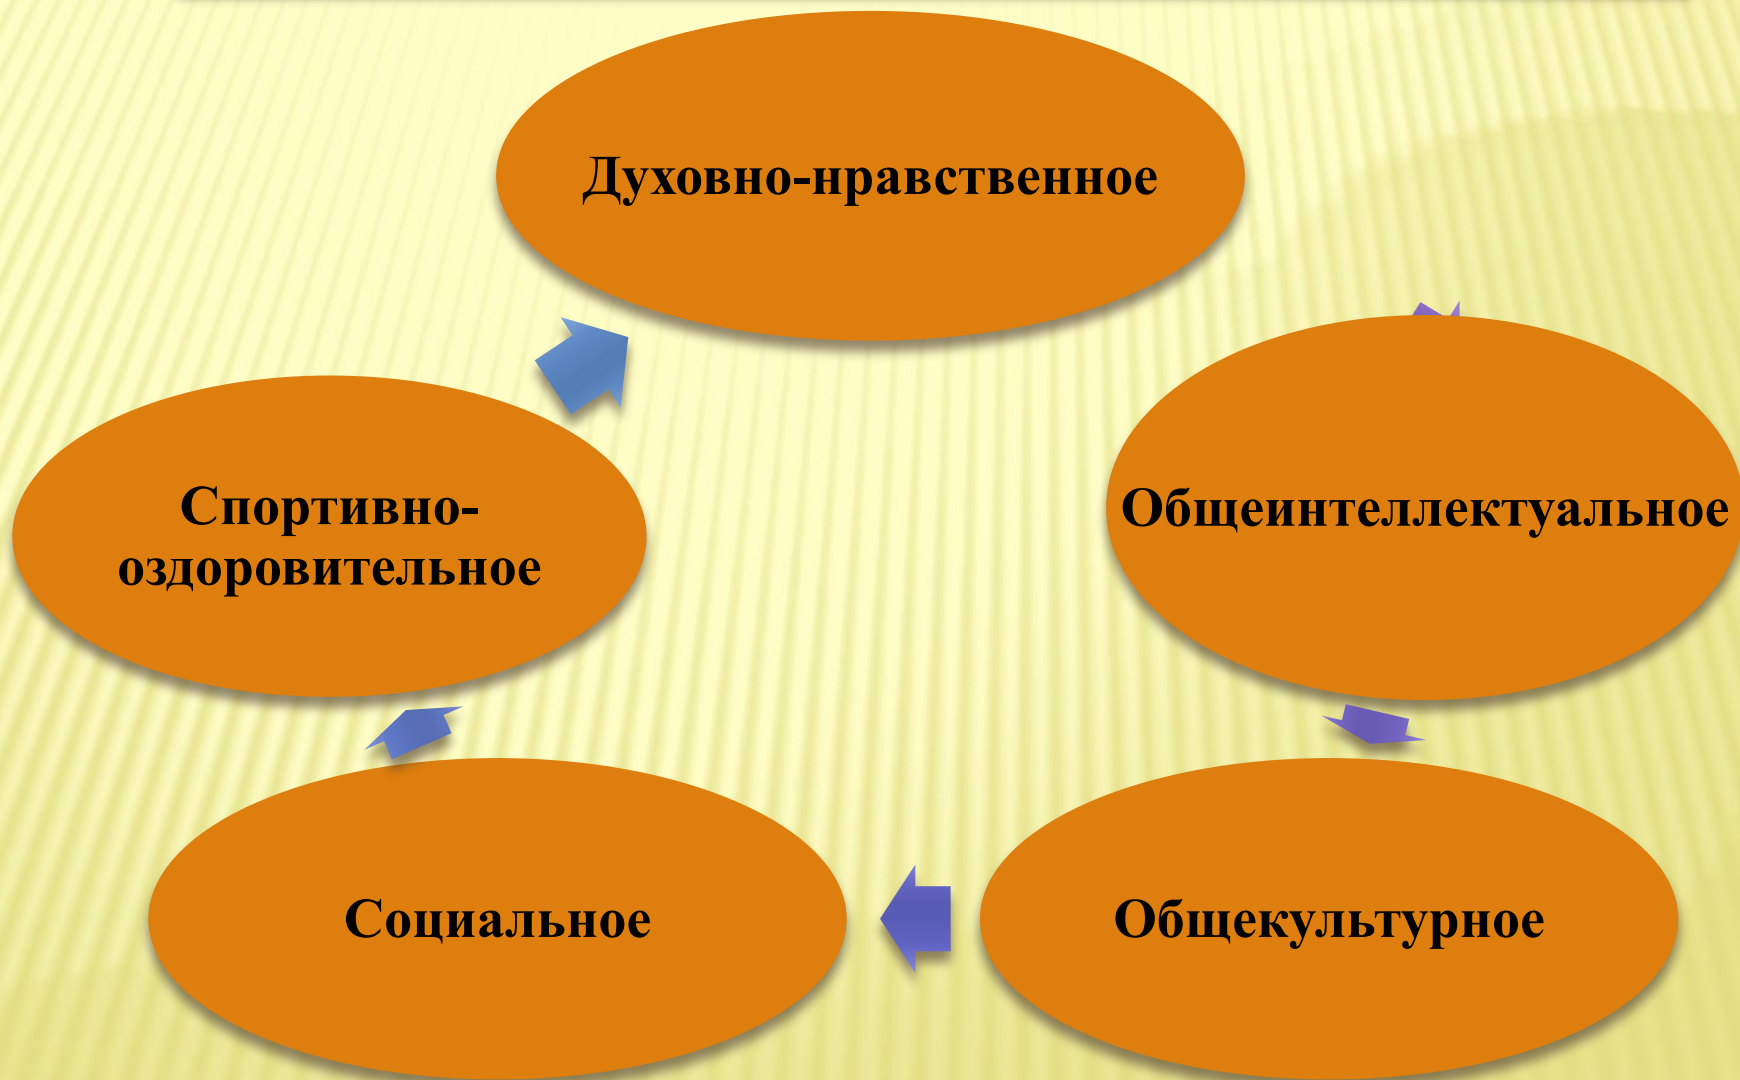 Духовно-нравственное
Общеинтеллектуальное
Общекультурное
Социальное
Спортивно-
оздоровительное